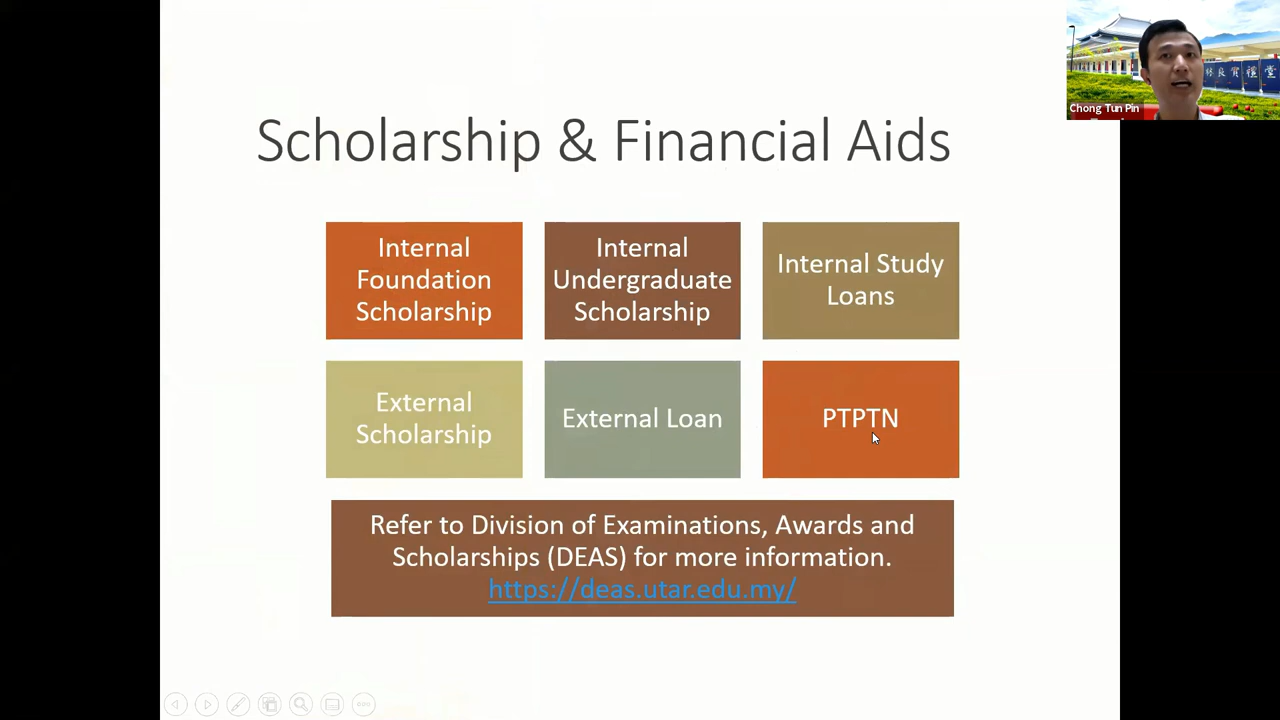 Chong Tun Pin
Scholarship & Financial Aids
Internal
Foundation
Scholarship
Internal
Undergraduate
Scholarship
Internal Study
Loans
External
Scholarship
External Loan
PTPTN
Refer to Division of Examinations, Awards and
Scholarships (DEAS) for more information.
https://deas.utar.edu.my/